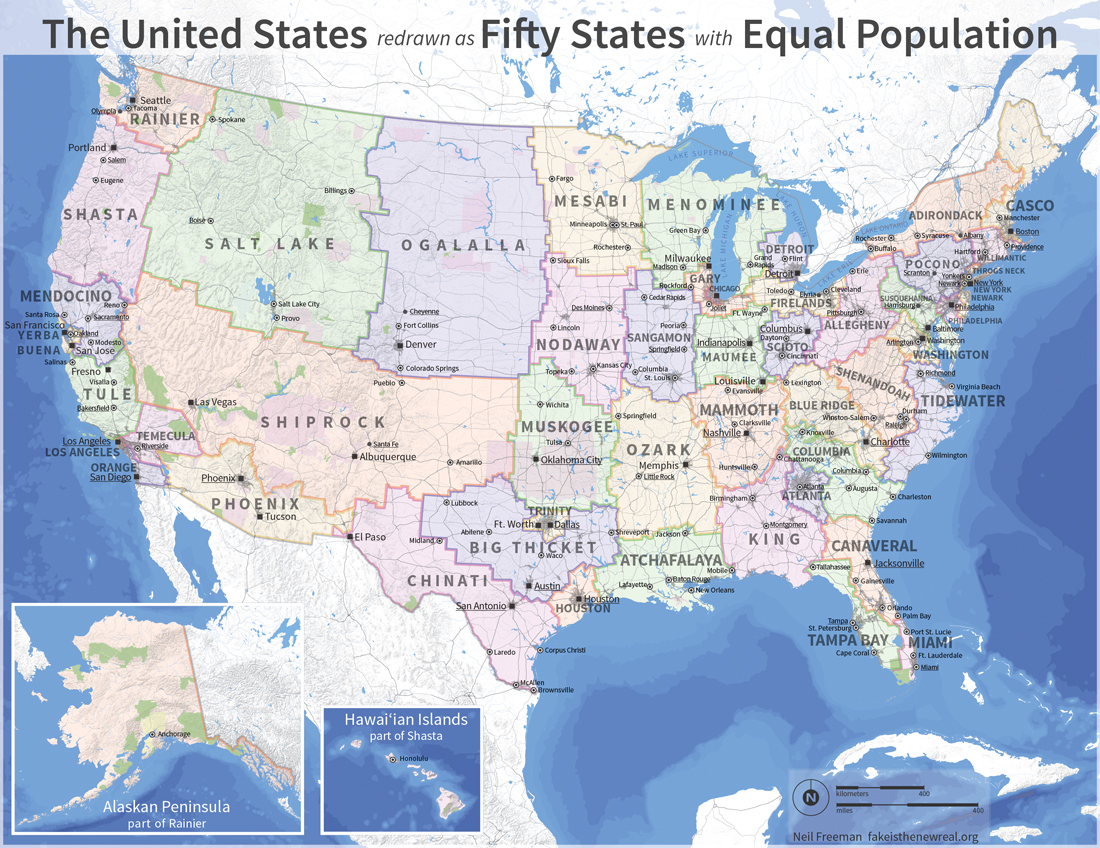 The United States redrawn as Fifty States with Equal Population
Seattle
Olympia
Tacoma
RAINIER
Spokane
Portland
Salem
Eugene
SHASTA
Billings
Boise
SALT LAKE
OGALALLA
Salt Lake City
Provo
Cheyenne
Fort Collins
Denver
Colorado Springs
Pueblo
Fargo
MESABI
Minneapolis
St. Paul
Rochester
Sioux Falls
LAKE SUPERIOR
MENOMINEE
Green Bay
LAKE MICHIGAN
LAKE HURON
Milwaukee
Madison
GARY
Rockford
CHICAGO
Joliet
Grand Rapids
DETROIT
Flint
Detroit
Toledo
Elyria
Cleveland
FIRELANDS
Ft. Wayne
LAKE ERIE
LAKE ONTARIO
Erie
Rochester
Buffalo
Syracuse
ADIRONDACK
Albany
CASCO
Manchester
Boston
Providence
Hartford
WILLIMANTIC
POCONO
Scranton
Yonkers
THROGS NECK
Newark
New York
NEW YORK
NEWARK
SUSQUEHANNA
Harrisburg
Philadelphia
PHILADELPHIA
Pittsburgh
ALLEGHENY
Baltimore
Arlington
Washington
WASHINGTON
Columbus
Dayton
SCIOTO
Cincinnati
Indianapolis
MAUMEE
Des Moines
Cedar Rapids
Peoria
SANGAMON
Springfield
Columbia
St. Louis
Lincoln
NODAWAY
Topeka
Kansas City
MENDOCINO
Reno
Santa Rosa
Sacramento
San Francisco
Oakland
YERBA
BUENA
Modesto
San Jose
Salinas
Fresno
Visalia
TULE
Bakersfield
Las Vegas
Los Angeles
LOS ANGELES
TEMECULA
Riverside
ORANGE
San Diego
SHIPROCK
Santa Fe
Albuquerque
Amarillo
Phoenix
PHOENIX
Tucson
El Paso
Wichita
MUSKOGEE
Tulsa
Oklahoma City
Springfield
OZARK
Memphis
Little Rock
Louisville
Evansville
Lexington
MAMMOTH
Clarksville
Nashville
Huntsville
SHENANDOAH
Richmond
Virginia Beach
TIDEWATER
BLUE RIDGE
Winston-Salem
Durham
Raleigh
Knoxville
Charlotte
COLUMBIA
Chattanooga
Columbia
Wilmington
Atlanta
ATLANTA
Augusta
Charleston
Savannah
Birmingham
Montgomery
KING
Lubbock
TRINITY
Ft. Worth
Dallas
Abilene
Midland
BIG THICKET
Waco
Shreveport
Jackson
ATCHAFALAYA
Mobile
Lafayette
Baton Rouge
New Orleans
CHINATI
Austin
Houston
HOUSTON
San Antonio
Laredo
Corpus Christi
McAllen
Brownsville
CANAVERAL
Jacksonville
Tallahassee
Gainesville
Orlando
Palm Bay
Tampa
St. Petersburg
TAMPA BAY
Port St. Lucie
MIAMI
Cape Coral
Ft. Lauderdale
Miami
Anchorage
Alaskan Peninsula
part of Rainier
Hawai‘ian Islands
part of Shasta
Honolulu
N
kilometers 400
miles 400
Neil Freeman fakeisthenewreal.org